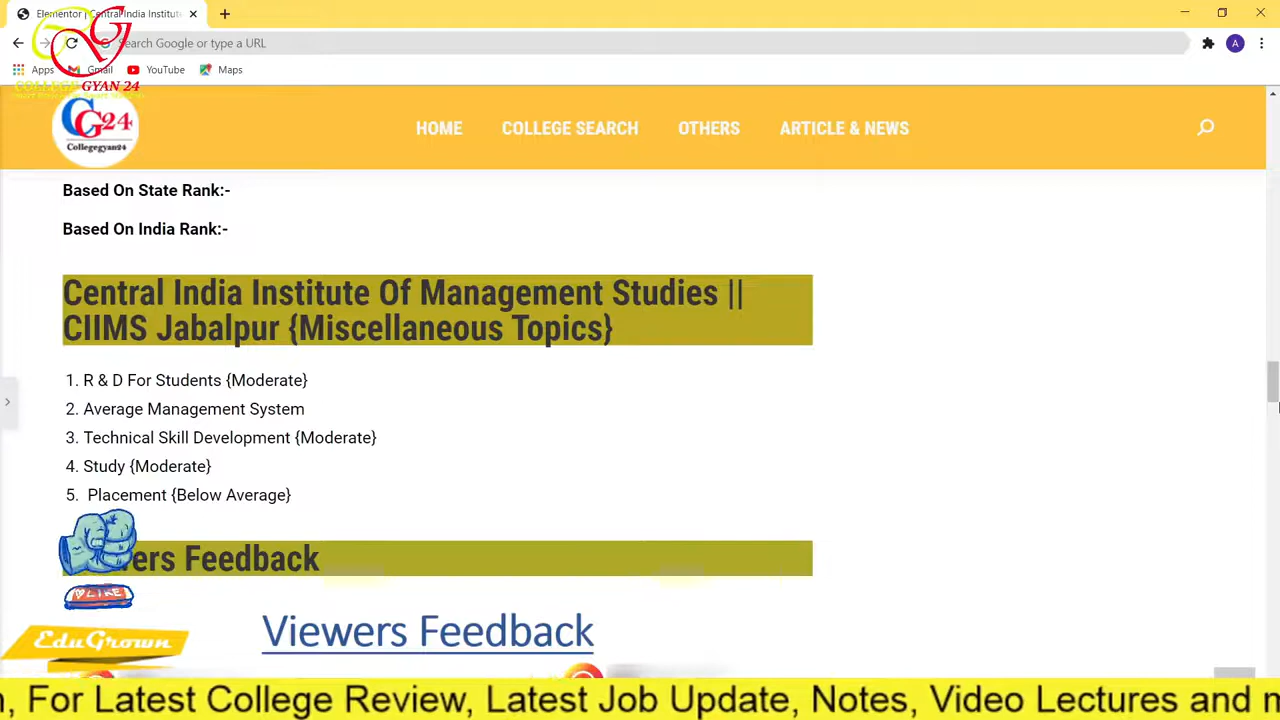 Elementor | Central India Institute
Search Google or type a URL
Apps Gmail YouTube Maps
COLLEGE GYAN 24
A
CG24
Collegegyan24
HOME COLLEGE SEARCH OTHERS ARTICLE & NEWS
Based On State Rank:-
Based On India Rank:-
Central India Institute Of Management Studies ||
CIIMS Jabalpur {Miscellaneous Topics}
1. R & D For Students {Moderate}
2. Average Management System
3. Technical Skill Development {Moderate}
4. Study {Moderate}
5. Placement {Below Average}
ers Feedback
LIKE
EduGrown
Viewers Feedback
n, For Latest College Review, Latest Job Update, Notes, Video Lectures and m